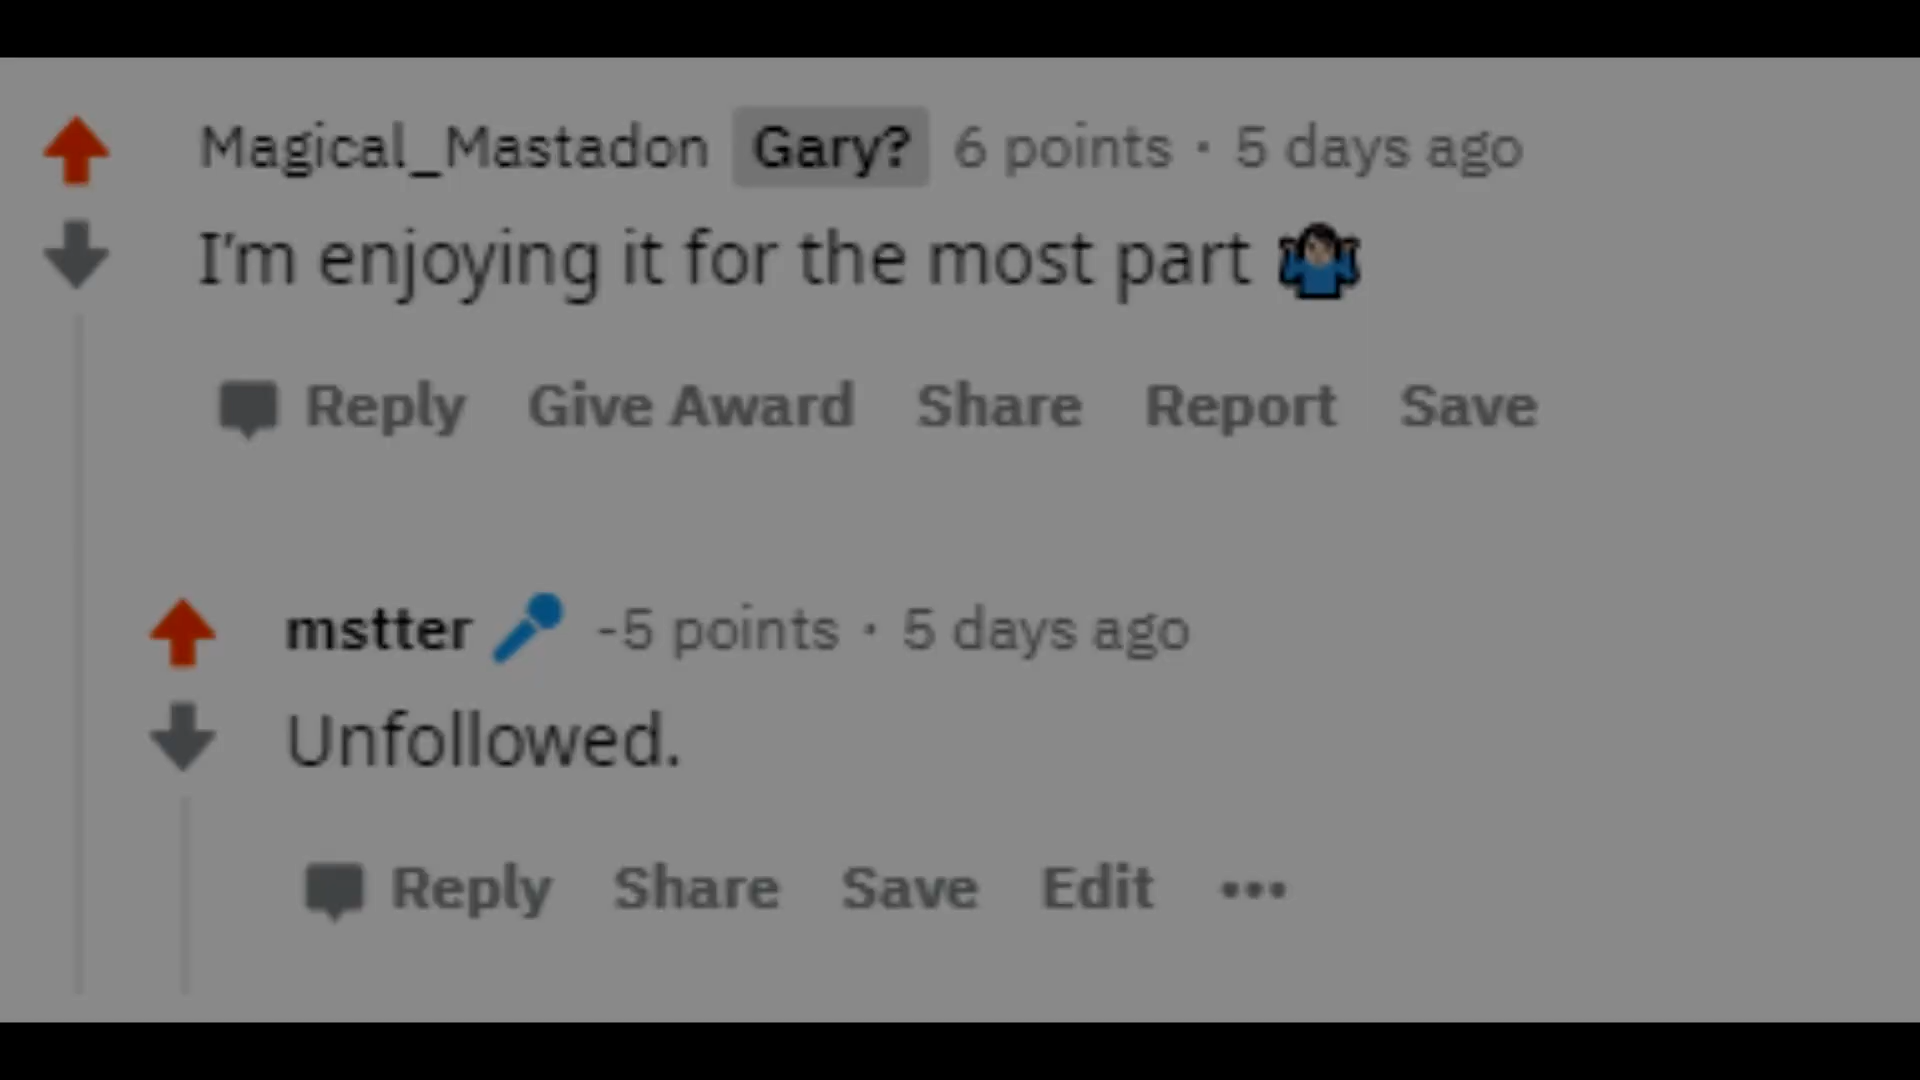 Magical_Mastadon Gary? 6 points · 5 days ago
I'm enjoying it for the most part 🤷🏻‍♂️
Reply Give Award Share Report Save
mstter -5 points · 5 days ago
Unfollowed.
Reply Share Save Edit •••